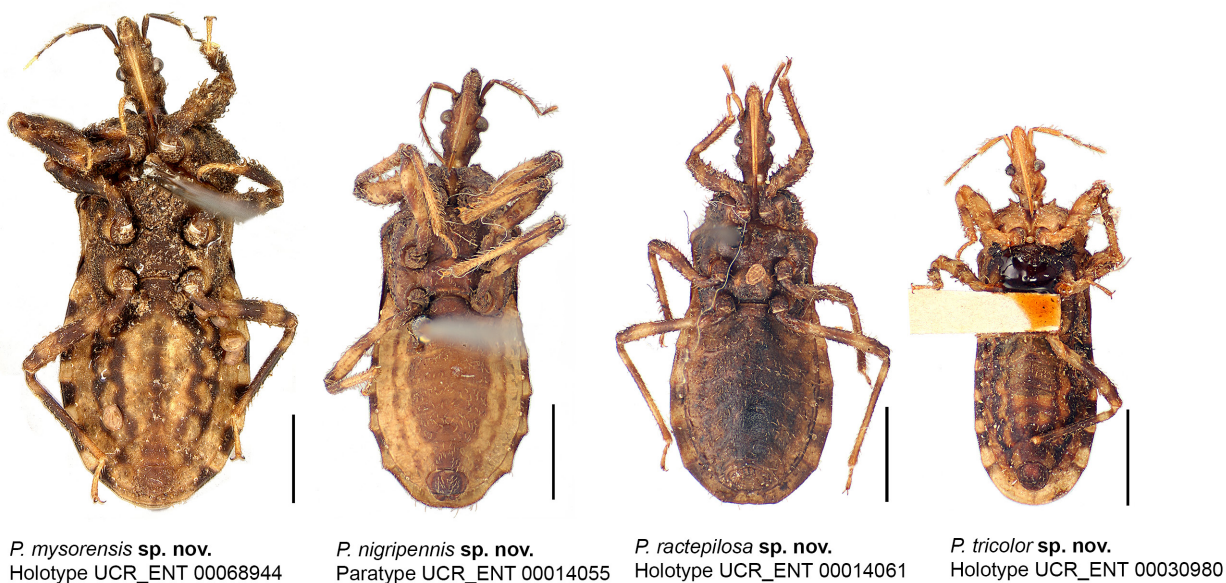 P. mysorensis sp. nov.
Holotype UCR_ENT 00068944
P. nigripennis sp. nov.
Paratype UCR_ENT 00014055
P. ractepilosa sp. nov.
Holotype UCR_ENT 00014061
P. tricolor sp. nov.
Holotype UCR_ENT 00030980